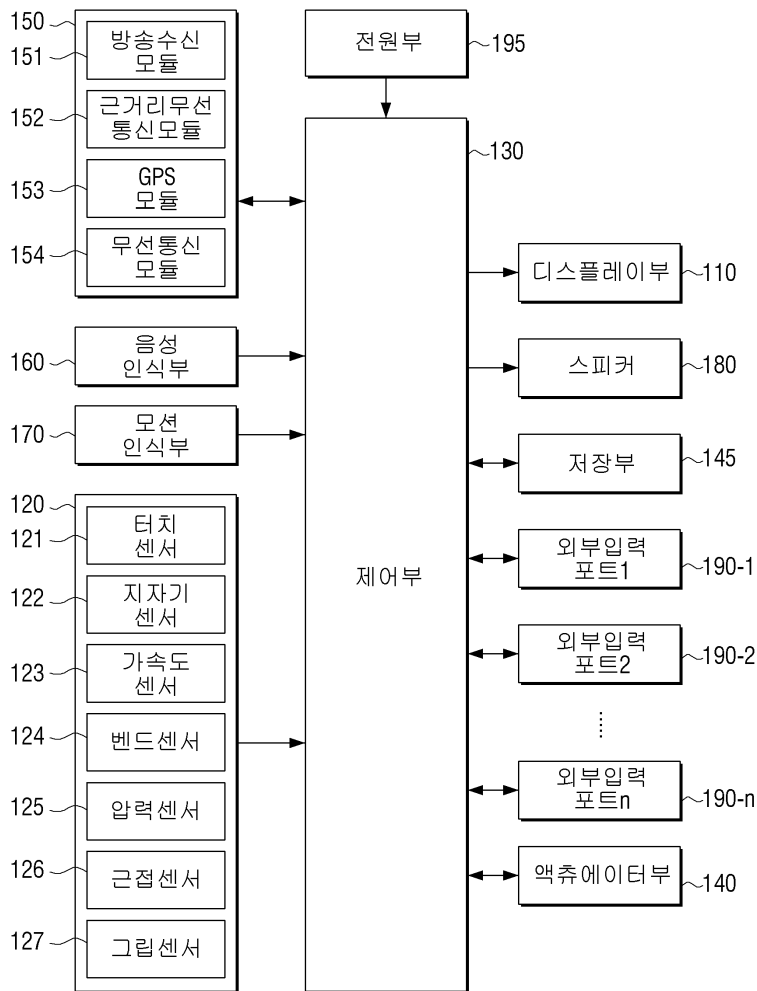 150
151
방송수신
모듈
152
근거리무선
통신모듈
153
GPS
모듈
154
무선통신
모듈
160
음성
인식부
170
모션
인식부
120
121
터치
센서
122
지자기
센서
123
가속도
센서
124
벤드센서
125
압력센서
126
근접센서
127
그립센서
전원부
195
130
제어부
디스플레이부
110
스피커
180
저장부
145
외부입력
포트1
190-1
외부입력
포트2
190-2
외부입력
포트n
190-n
액츄에이터부
140